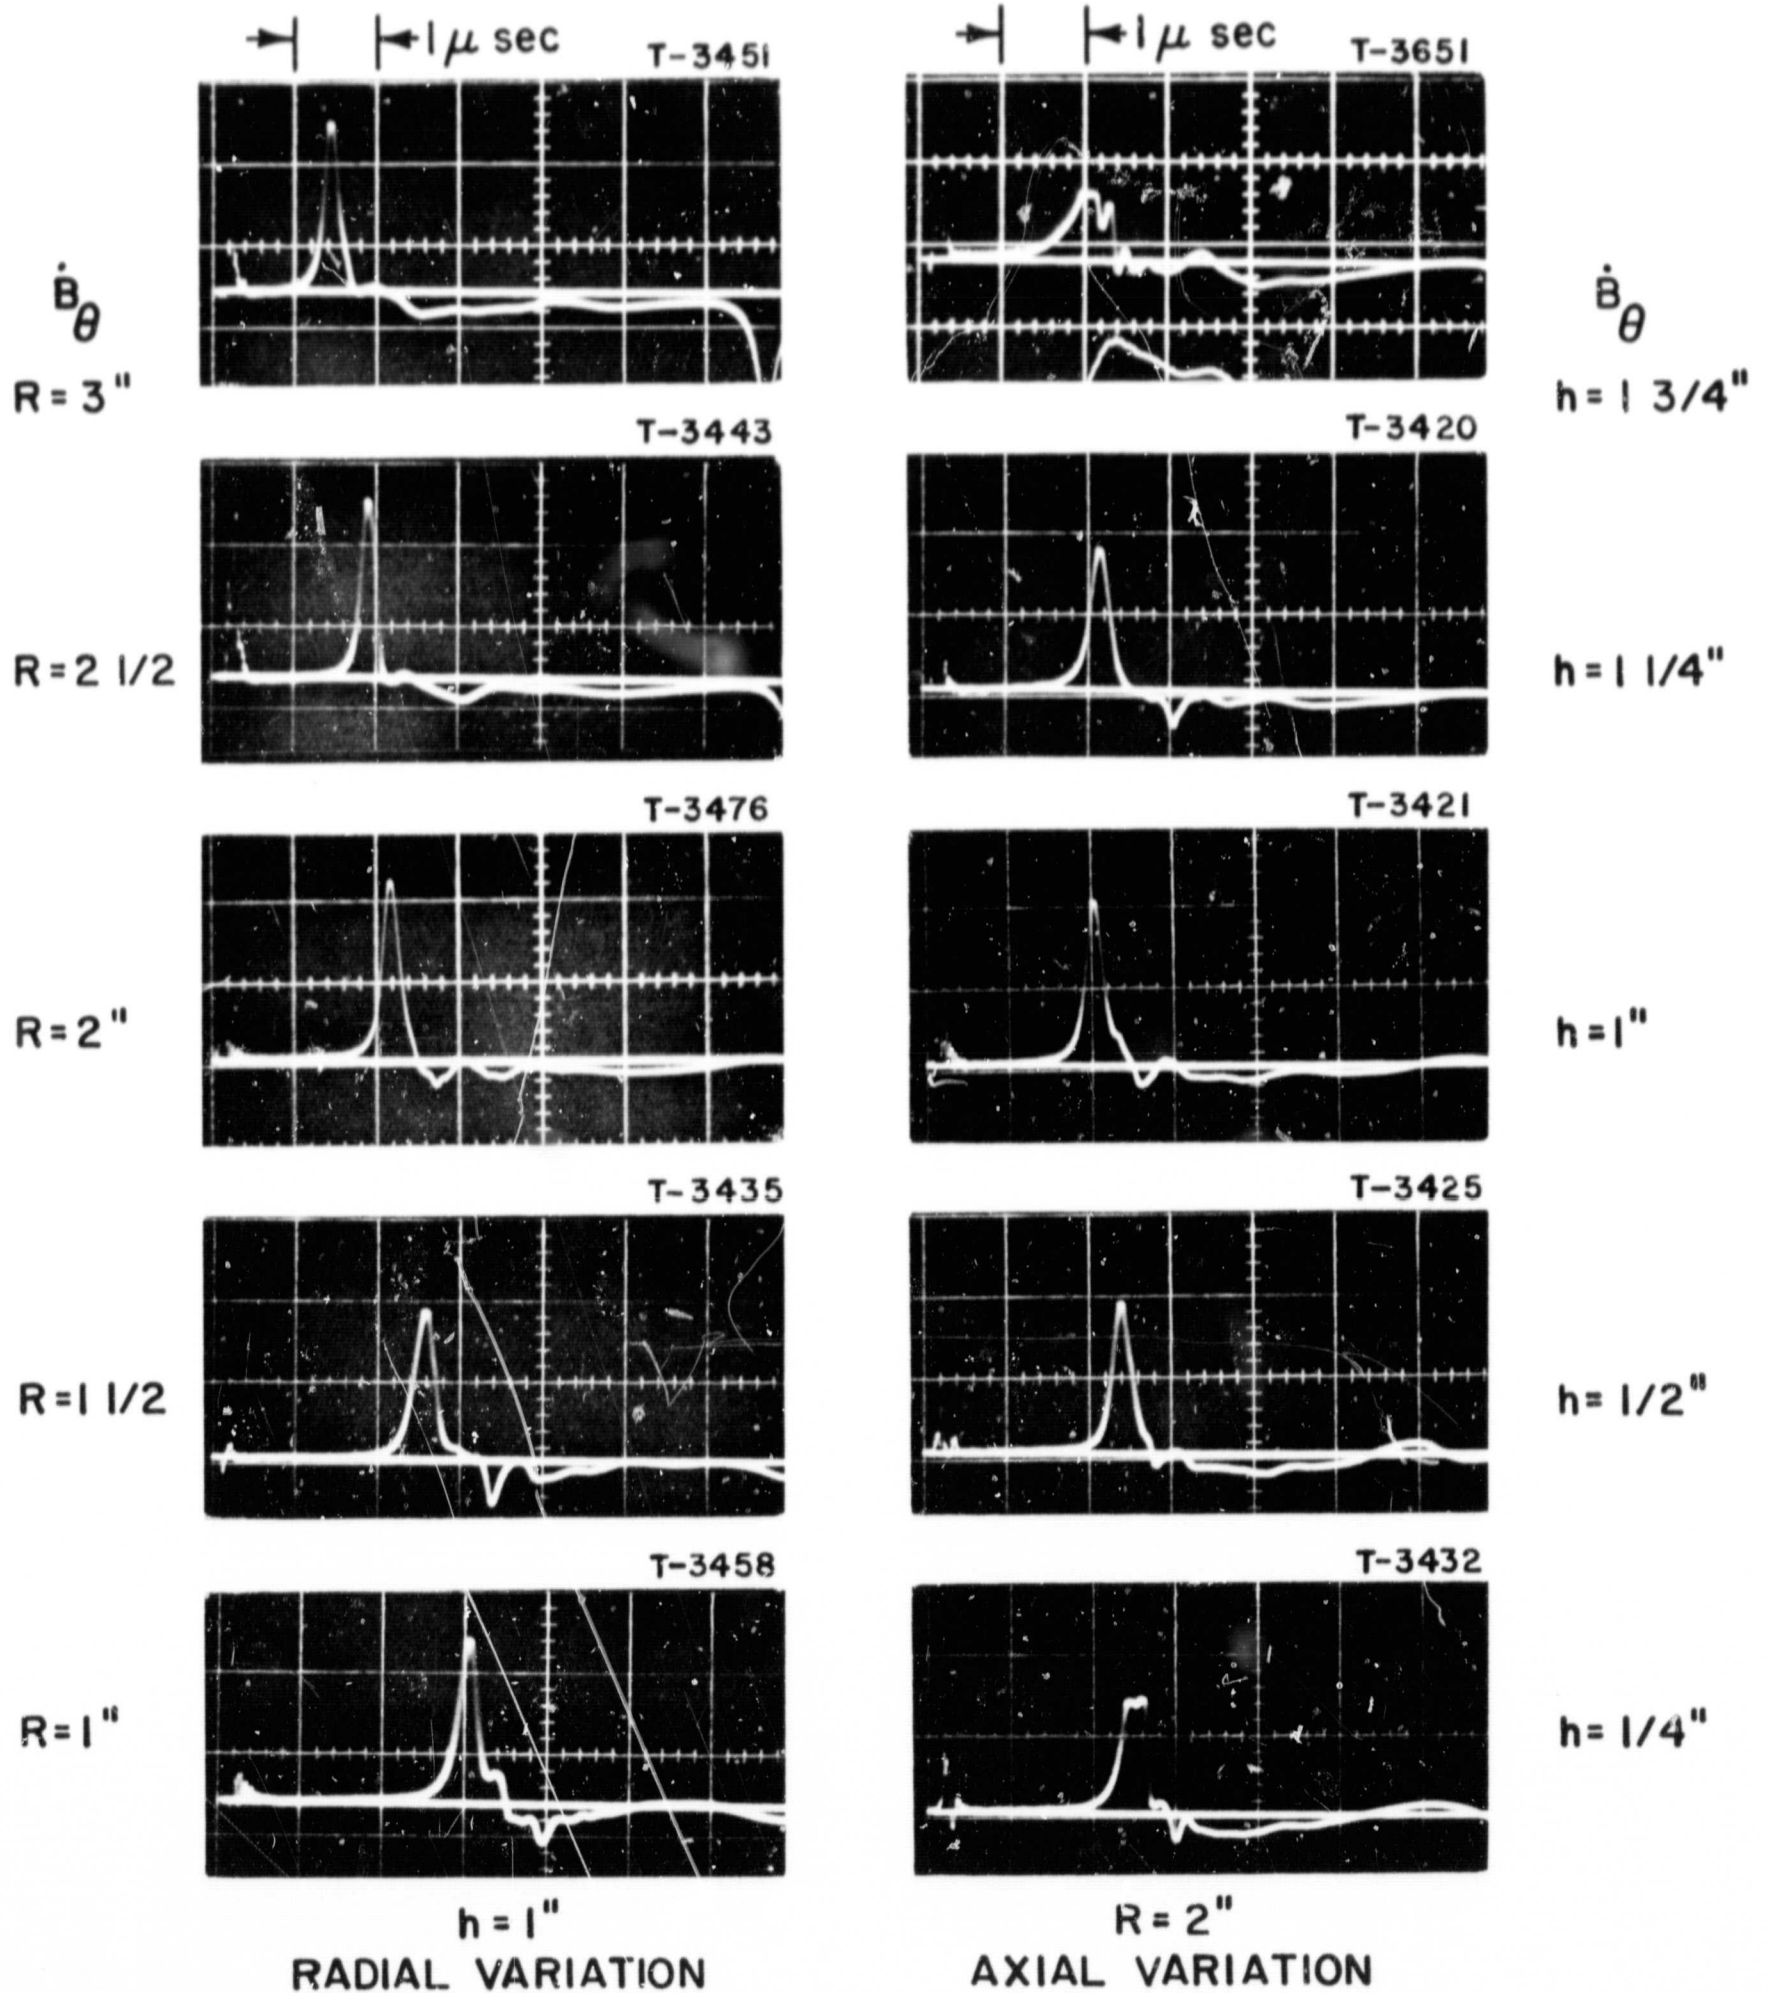 1 μ sec
T-3451
1 μ sec
T-3651
Ḃθ
R = 3"
Ḃθ
h = 1 3/4"
T-3443
T-3420
R = 2 1/2
h = 1 1/4"
T-3476
T-3421
R = 2"
h = 1"
T-3435
T-3425
R = 1 1/2
h = 1/2"
T-3458
T-3432
R = 1"
h = 1/4"
h = 1"
R = 2"
RADIAL VARIATION
AXIAL VARIATION